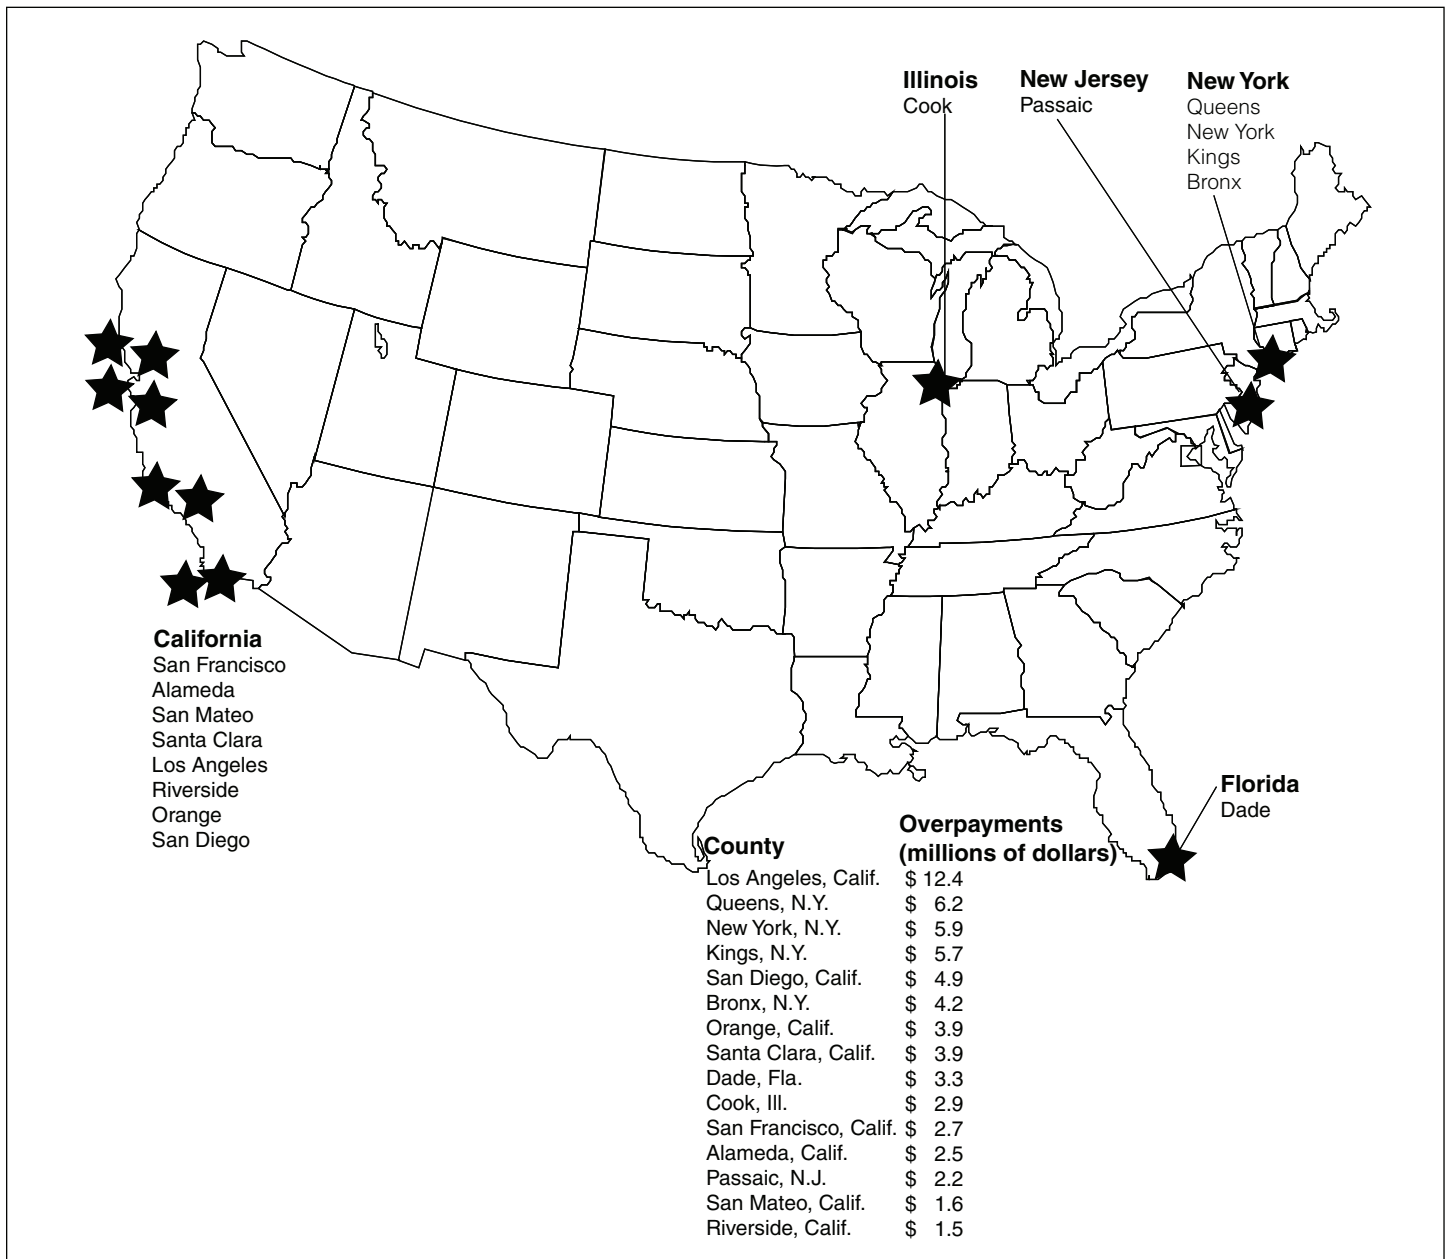 Illinois
Cook
New Jersey
Passaic
New York
Queens
New York
Kings
Bronx
California
San Francisco
Alameda
San Mateo
Santa Clara
Los Angeles
Riverside
Orange
San Diego
Florida
Dade
County Overpayments (millions of dollars)
Los Angeles, Calif. $ 12.4
Queens, N.Y. $ 6.2
New York, N.Y. $ 5.9
Kings, N.Y. $ 5.7
San Diego, Calif. $ 4.9
Bronx, N.Y. $ 4.2
Orange, Calif. $ 3.9
Santa Clara, Calif. $ 3.9
Dade, Fla. $ 3.3
Cook, Ill. $ 2.9
San Francisco, Calif. $ 2.7
Alameda, Calif. $ 2.5
Passaic, N.J. $ 2.2
San Mateo, Calif. $ 1.6
Riverside, Calif. $ 1.5